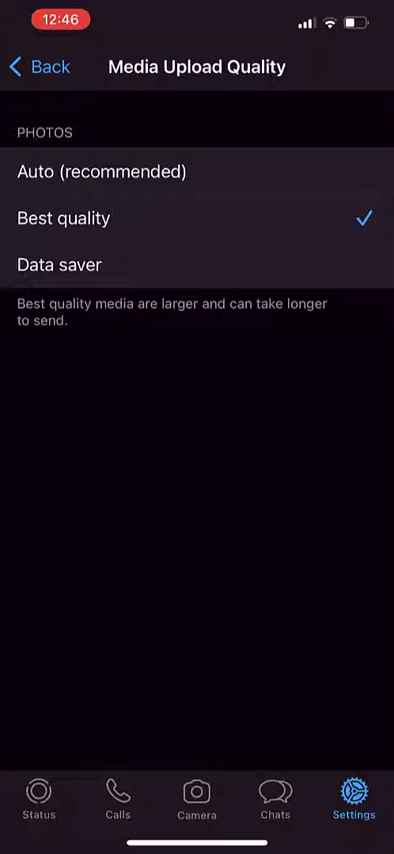 12:46
Back
Media Upload Quality
PHOTOS
Auto (recommended)
Best quality
Data saver
Best quality media are larger and can take longer
to send.
Status
Calls
Camera
Chats
Settings